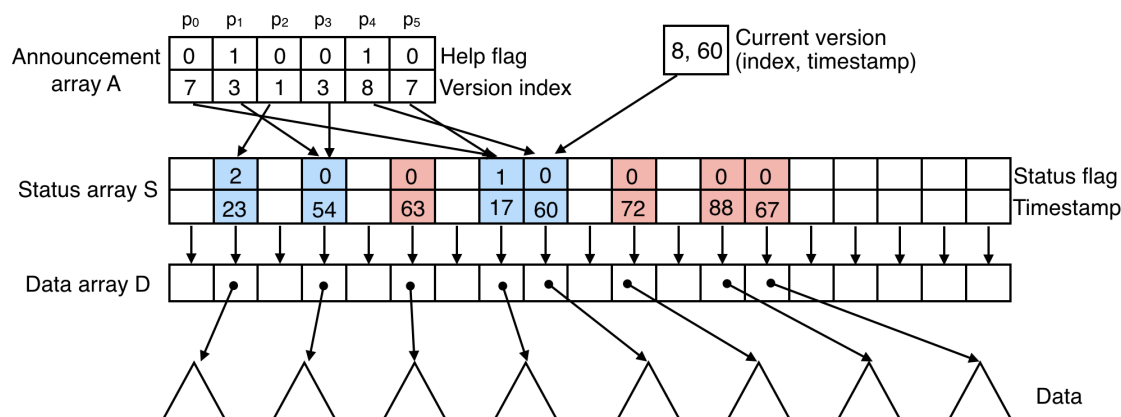 p₀ p₁ p₂ p₃ p₄ p₅
Announcement
array A
0 1 0 0 1 0
Help flag
7 3 1 3 8 7
Version index
8, 60
Current version
(index, timestamp)
Status array S
2 0 0 1 0 0 0 0
Status flag
23 54 63 17 60 72 88 67
Timestamp
Data array D
Data